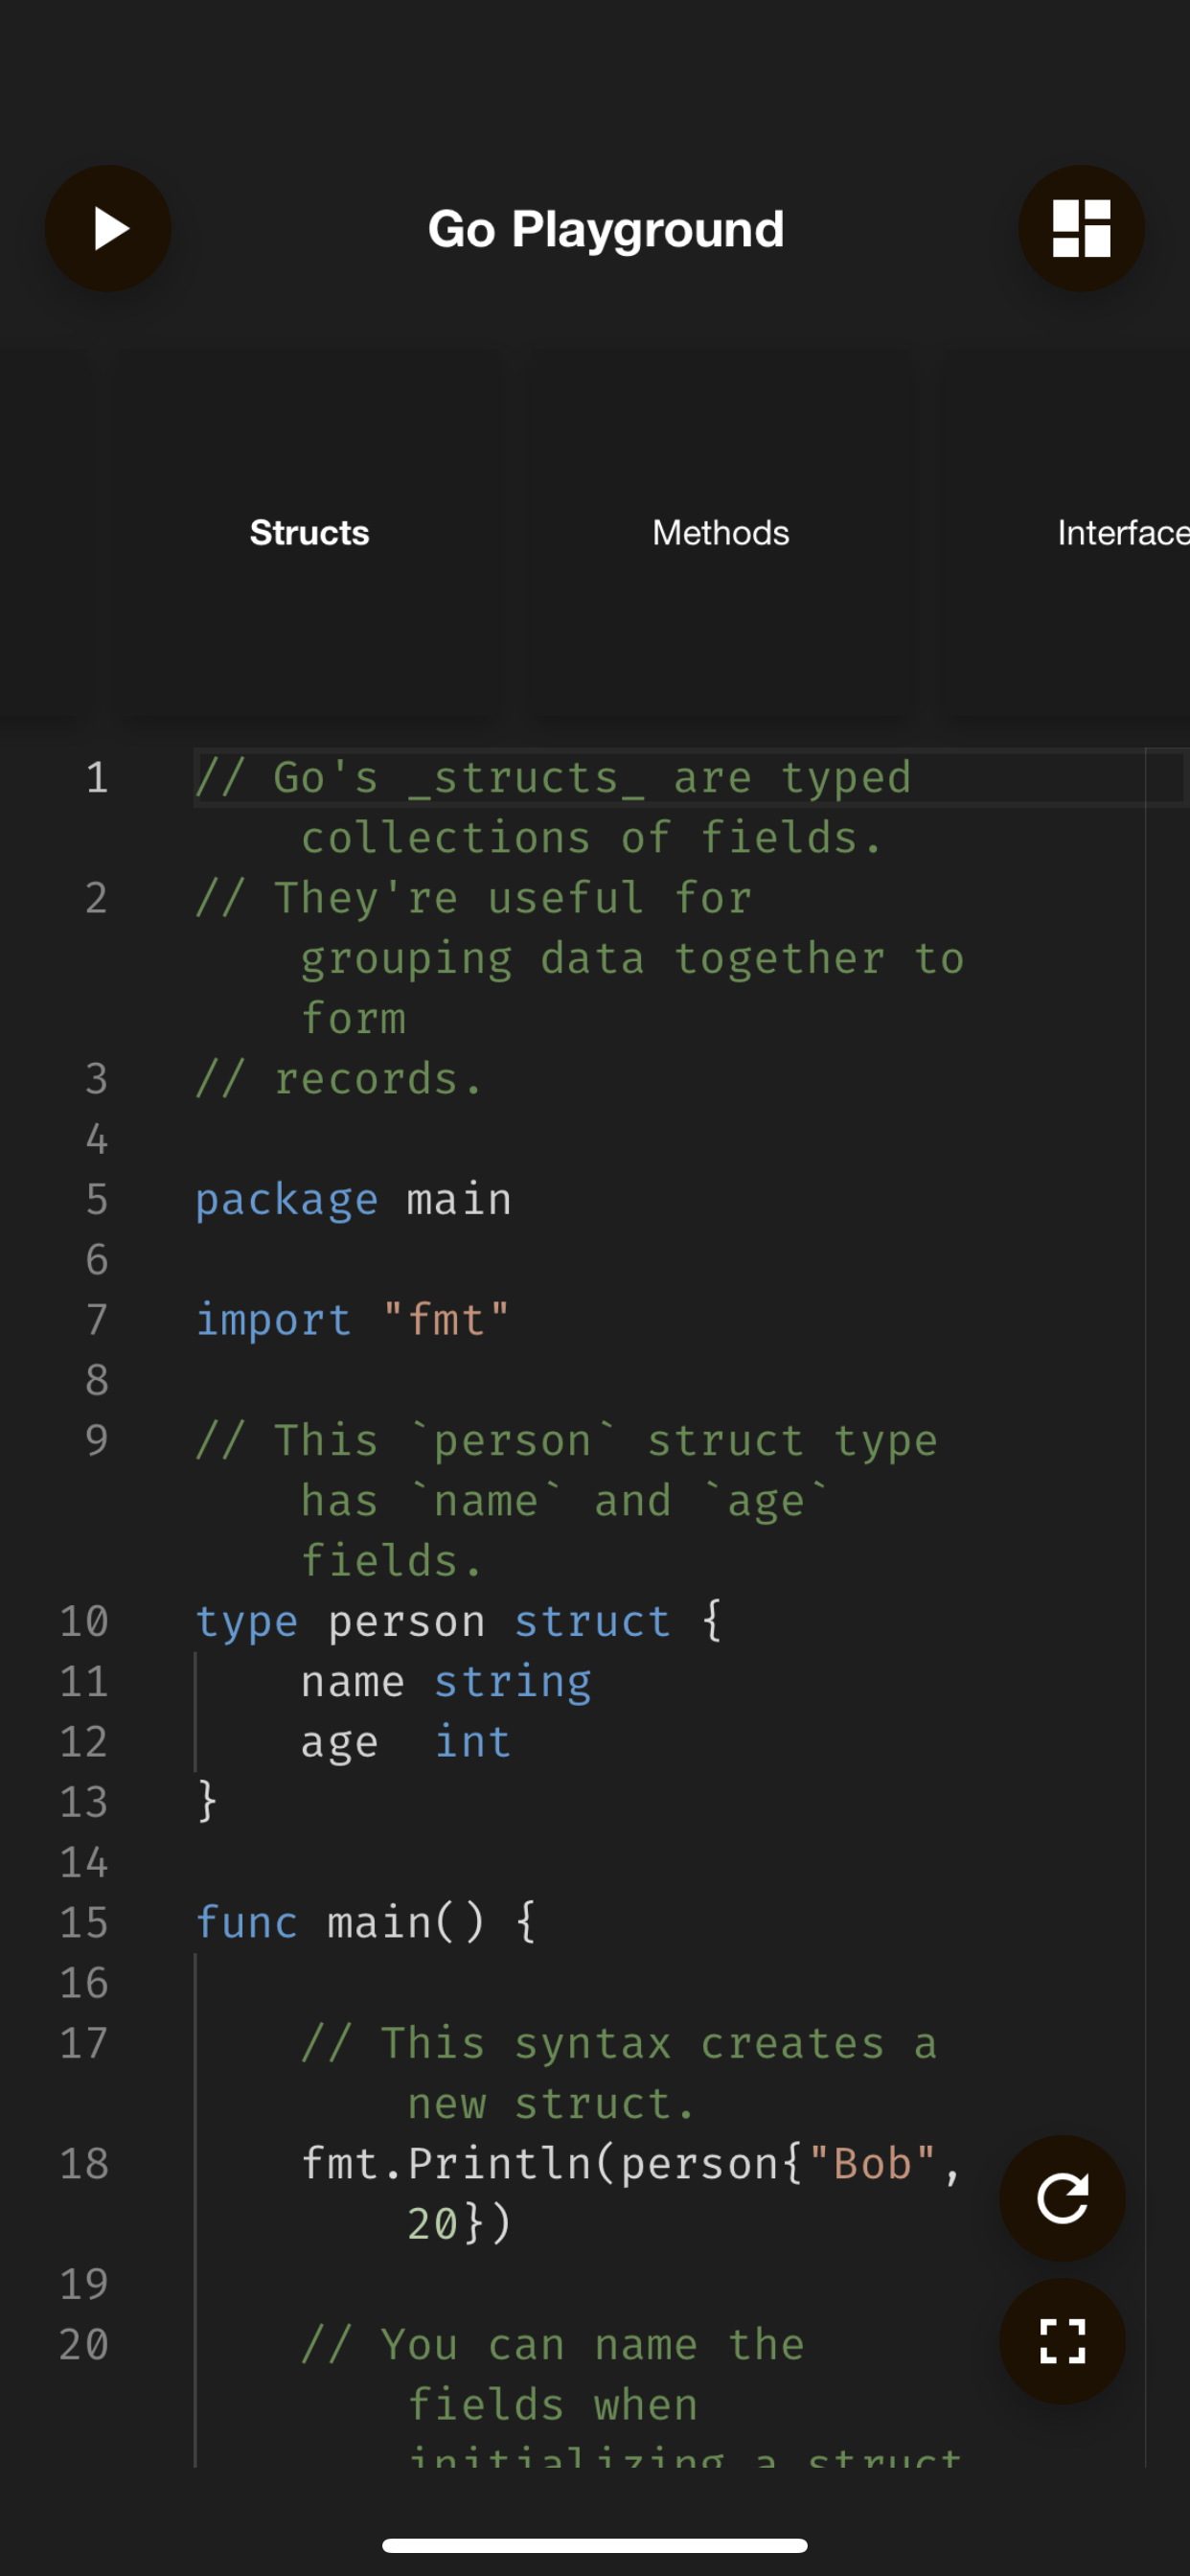 Go Playground
Structs
Methods
Interface
1 // Go's _structs_ are typed
collections of fields.
2 // They're useful for
grouping data together to
form
3 // records.
4
5 package main
6
7 import "fmt"
8
9 // This `person` struct type
has `name` and `age`
fields.
10 type person struct {
11 name string
12 age  int
13 }
14
15 func main() {
16
17 // This syntax creates a
new struct.
18 fmt.Println(person{"Bob",
20})
19
20 // You can name the
fields when
initializing a struct